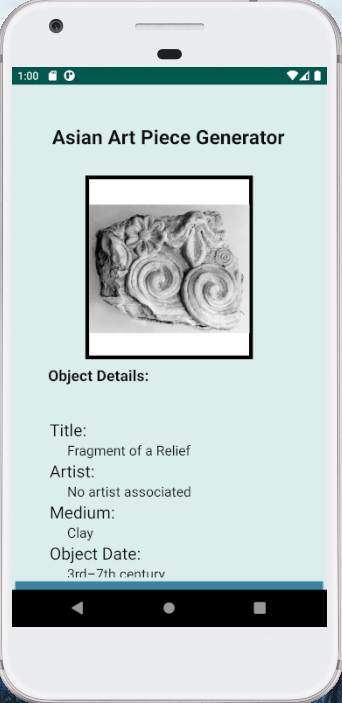 1:00
Asian Art Piece Generator
Object Details:
Title:
Fragment of a Relief
Artist:
No artist associated
Medium:
Clay
Object Date:
3rd–7th century